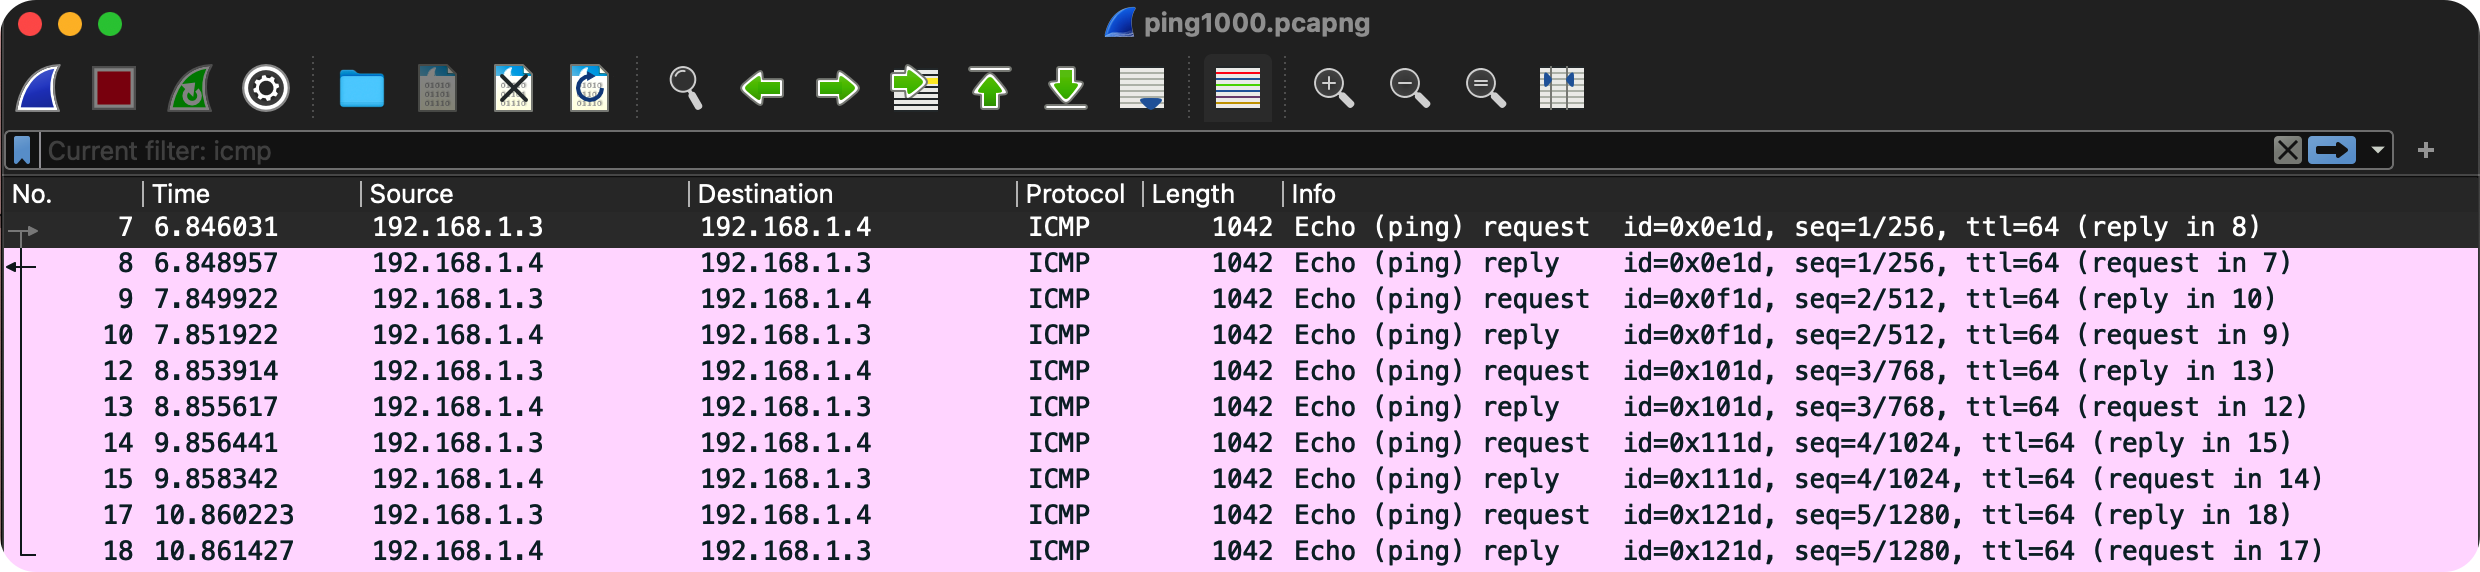 ping1000.pcapng
Current filter: icmp
No. Time Source Destination Protocol Length Info
7 6.846031 192.168.1.3 192.168.1.4 ICMP 1042 Echo (ping) request id=0x0e1d, seq=1/256, ttl=64 (reply in 8)
8 6.848957 192.168.1.4 192.168.1.3 ICMP 1042 Echo (ping) reply id=0x0e1d, seq=1/256, ttl=64 (request in 7)
9 7.849922 192.168.1.3 192.168.1.4 ICMP 1042 Echo (ping) request id=0x0f1d, seq=2/512, ttl=64 (reply in 10)
10 7.851922 192.168.1.4 192.168.1.3 ICMP 1042 Echo (ping) reply id=0x0f1d, seq=2/512, ttl=64 (request in 9)
12 8.853914 192.168.1.3 192.168.1.4 ICMP 1042 Echo (ping) request id=0x101d, seq=3/768, ttl=64 (reply in 13)
13 8.855617 192.168.1.4 192.168.1.3 ICMP 1042 Echo (ping) reply id=0x101d, seq=3/768, ttl=64 (request in 12)
14 9.856441 192.168.1.3 192.168.1.4 ICMP 1042 Echo (ping) request id=0x111d, seq=4/1024, ttl=64 (reply in 15)
15 9.858342 192.168.1.4 192.168.1.3 ICMP 1042 Echo (ping) reply id=0x111d, seq=4/1024, ttl=64 (request in 14)
17 10.860223 192.168.1.3 192.168.1.4 ICMP 1042 Echo (ping) request id=0x121d, seq=5/1280, ttl=64 (reply in 18)
18 10.861427 192.168.1.4 192.168.1.3 ICMP 1042 Echo (ping) reply id=0x121d, seq=5/1280, ttl=64 (request in 17)